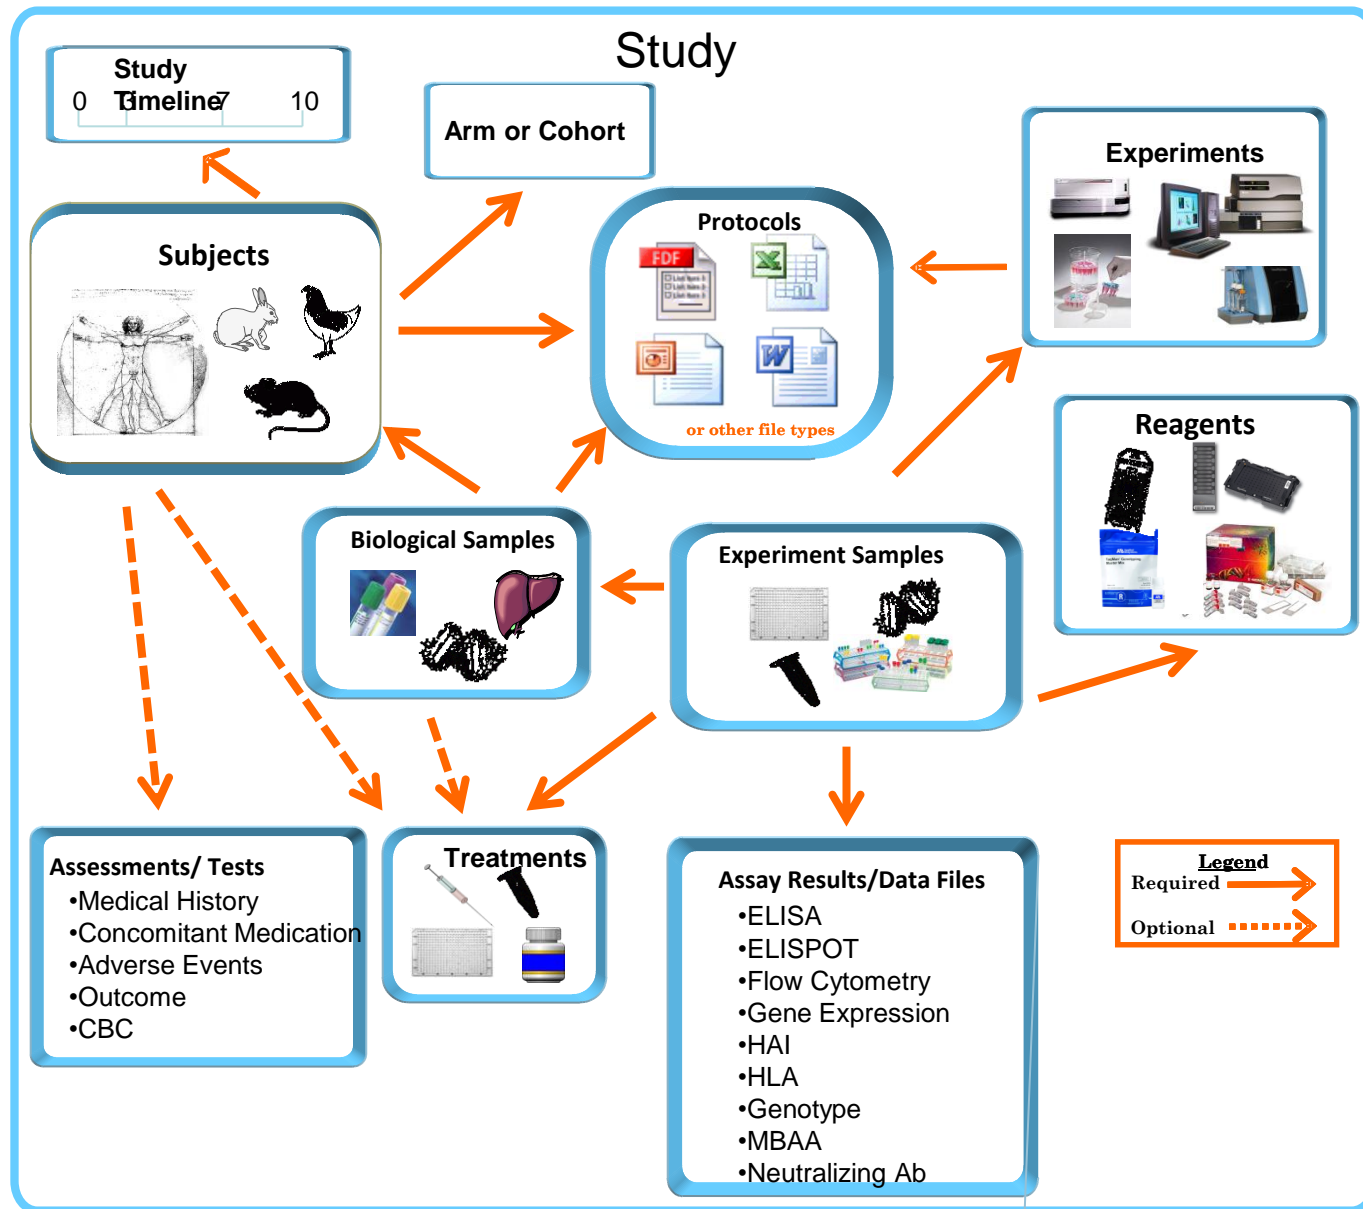 Study
Study
Timeline
0 3 7 10
Arm or Cohort
Experiments
Protocols
Subjects
PDF
or other file types
Reagents
Biological Samples
Experiment Samples
Assessments/ Tests
•Medical History
•Concomitant Medication
•Adverse Events
•Outcome
•CBC
Treatments
Assay Results/Data Files
•ELISA
•ELISPOT
•Flow Cytometry
•Gene Expression
•HAI
•HLA
•Genotype
•MBAA
•Neutralizing Ab
Legend
Required
Optional